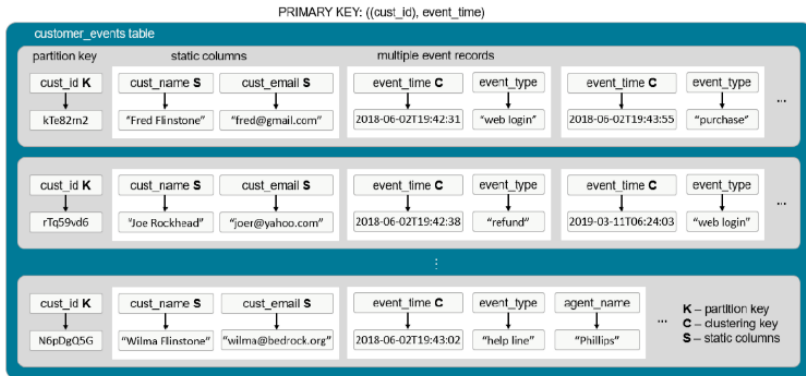 PRIMARY KEY: ((cust_id), event_time)
customer_events table
partition key static columns multiple event records
cust_id K cust_name S cust_email S event_time C event_type event_time C event_type
kTe82rn2 "Fred Flinstone" "fred@gmail.com" 2018-06-02T19:42:31 "web login" 2018-06-02T19:43:55 "purchase" ...
cust_id K cust_name S cust_email S event_time C event_type event_time C event_type
rTq59vd6 "Joe Rockhead" "joer@yahoo.com" 2018-06-02T19:42:38 "refund" 2019-03-11T06:24:03 "web login" ...
cust_id K cust_name S cust_email S event_time C event_type agent_name
N6pDgQ5G "Wilma Flinstone" "wilma@bedrock.org" 2018-06-02T19:43:02 "help line" "Phillips" ...
K – partition key
C – clustering key
S – static columns